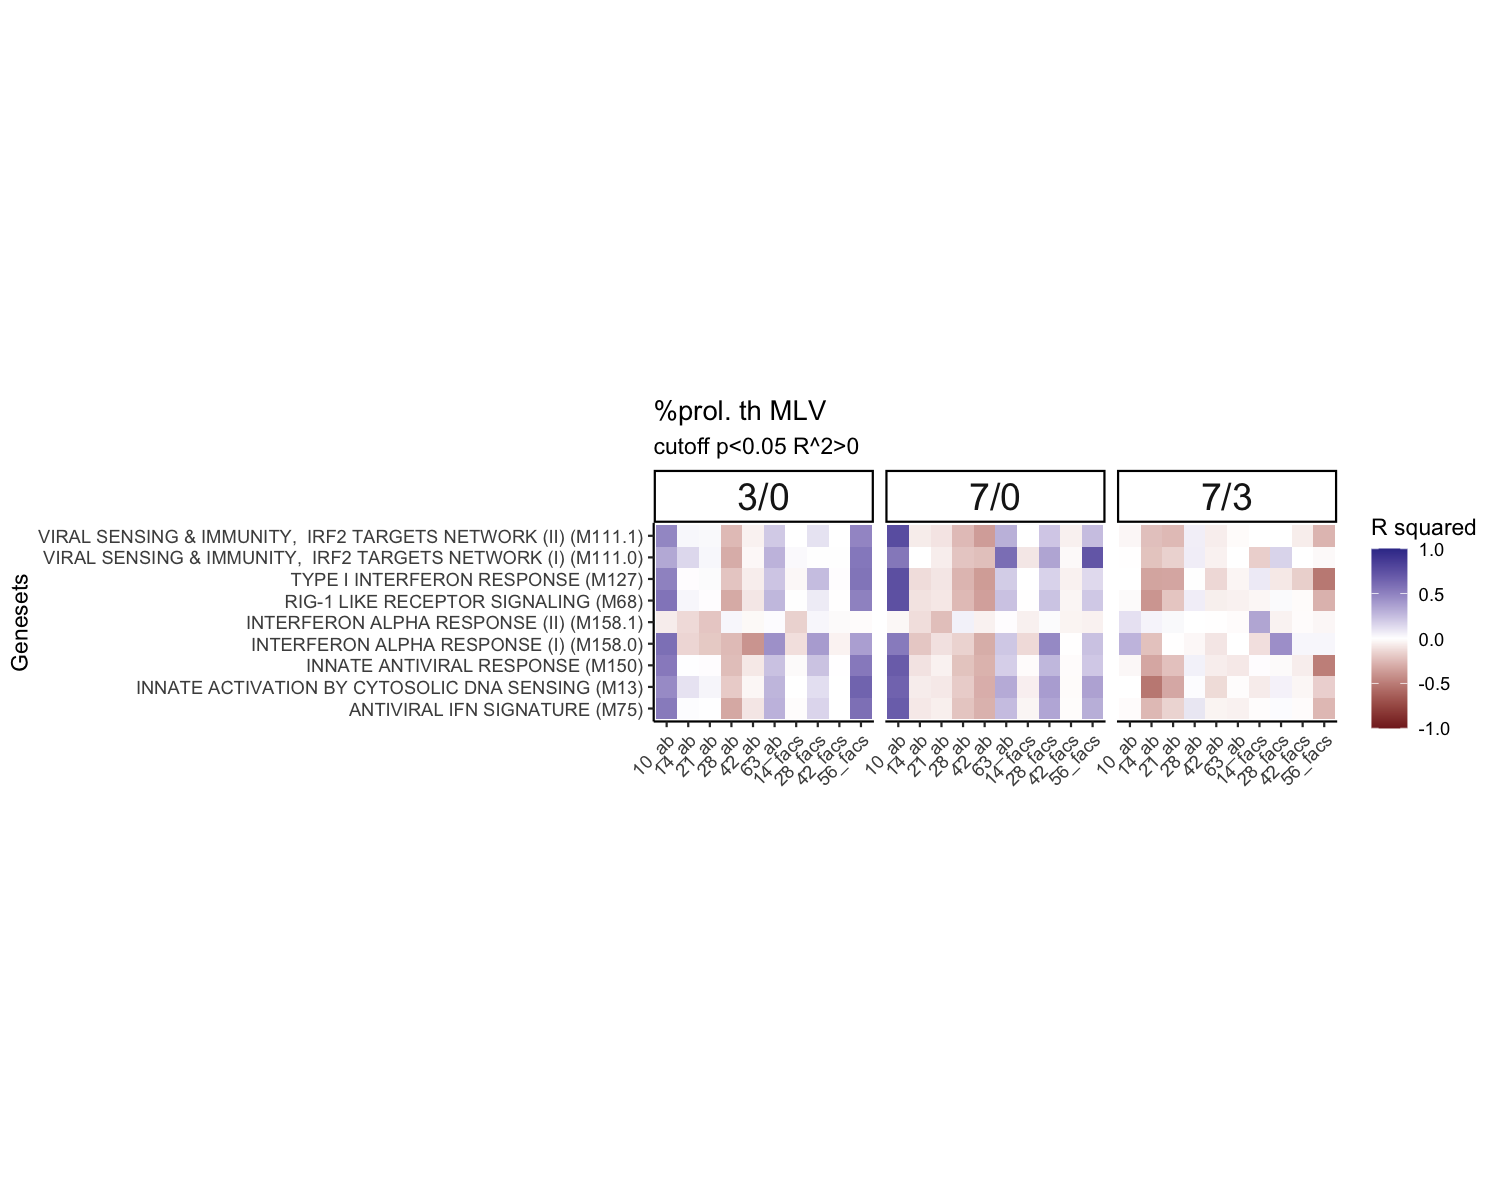 %prol. th MLV
cutoff p<0.05 R^2>0
3/0
7/0
7/3
Genesets
VIRAL SENSING & IMMUNITY,  IRF2 TARGETS NETWORK (II) (M111.1)
VIRAL SENSING & IMMUNITY,  IRF2 TARGETS NETWORK (I) (M111.0)
TYPE I INTERFERON RESPONSE (M127)
RIG-1 LIKE RECEPTOR SIGNALING (M68)
INTERFERON ALPHA RESPONSE (II) (M158.1)
INTERFERON ALPHA RESPONSE (I) (M158.0)
INNATE ANTIVIRAL RESPONSE (M150)
INNATE ACTIVATION BY CYTOSOLIC DNA SENSING (M13)
ANTIVIRAL IFN SIGNATURE (M75)
10_ab
14_ab
21_ab
28_ab
42_ab
63_ab
14_facs
28_facs
42_facs
56_facs
10_ab
14_ab
21_ab
28_ab
42_ab
63_ab
14_facs
28_facs
42_facs
56_facs
10_ab
14_ab
21_ab
28_ab
42_ab
63_ab
14_facs
28_facs
42_facs
56_facs
R squared
1.0
0.5
0.0
-0.5
-1.0